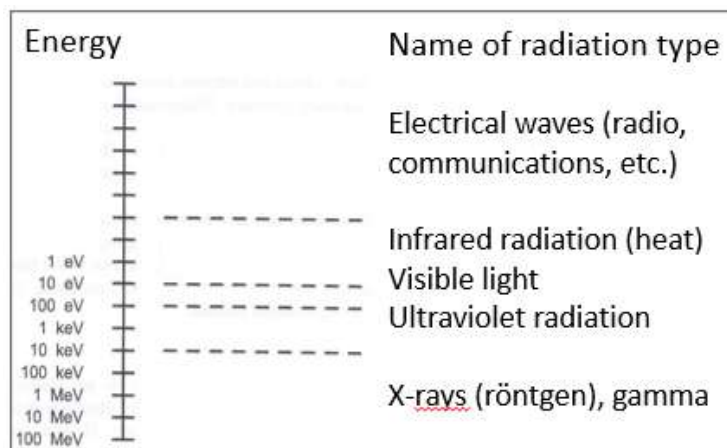 Energy
Name of radiation type
Electrical waves (radio,
communications, etc.)
Infrared radiation (heat)
1 eV
Visible light
10 eV
Ultraviolet radiation
100 eV
1 keV
10 keV
100 keV
X-rays (röntgen), gamma
1 MeV
10 MeV
100 MeV